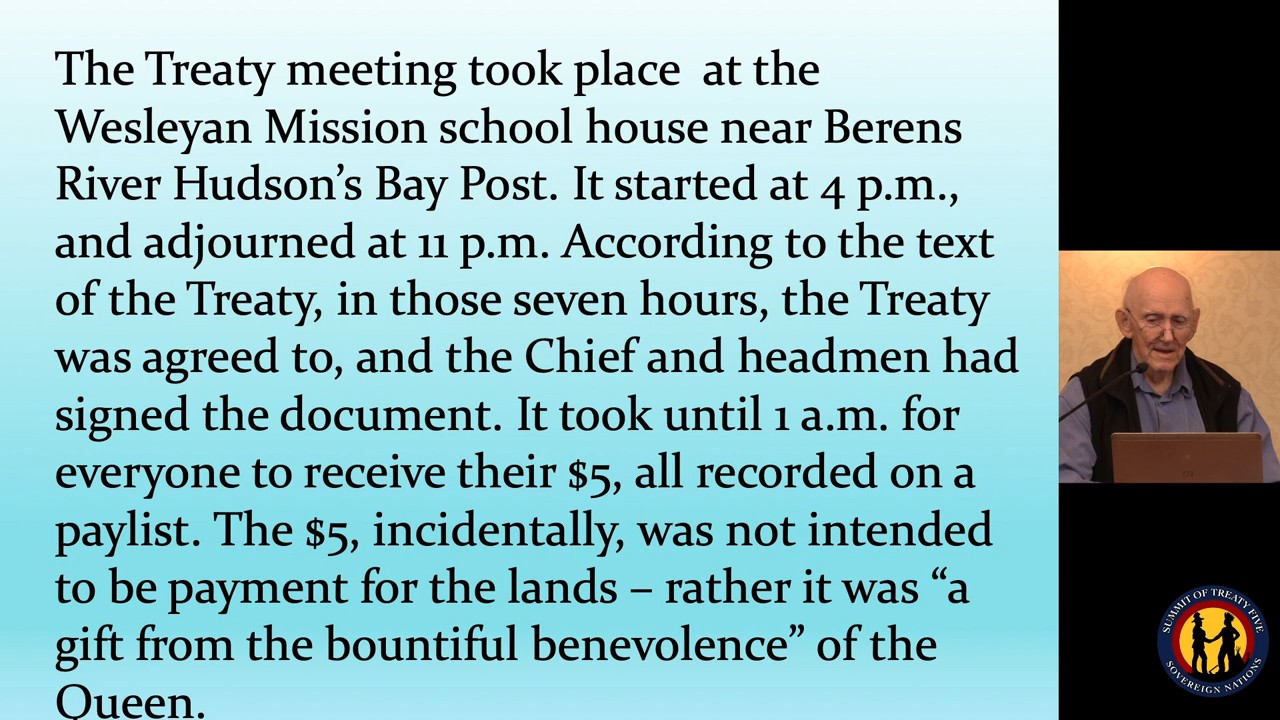 The Treaty meeting took place at the
Wesleyan Mission school house near Berens
River Hudson's Bay Post. It started at 4 p.m.,
and adjourned at 11 p.m. According to the text
of the Treaty, in those seven hours, the Treaty
was agreed to, and the Chief and headmen had
signed the document. It took until 1 a.m. for
everyone to receive their $5, all recorded on a
paylist. The $5, incidentally, was not intended
to be payment for the lands – rather it was “a
gift from the bountiful benevolence” of the
Queen.
SUMMIT OF TREATY FIVE
SOVEREIGN NATIONS